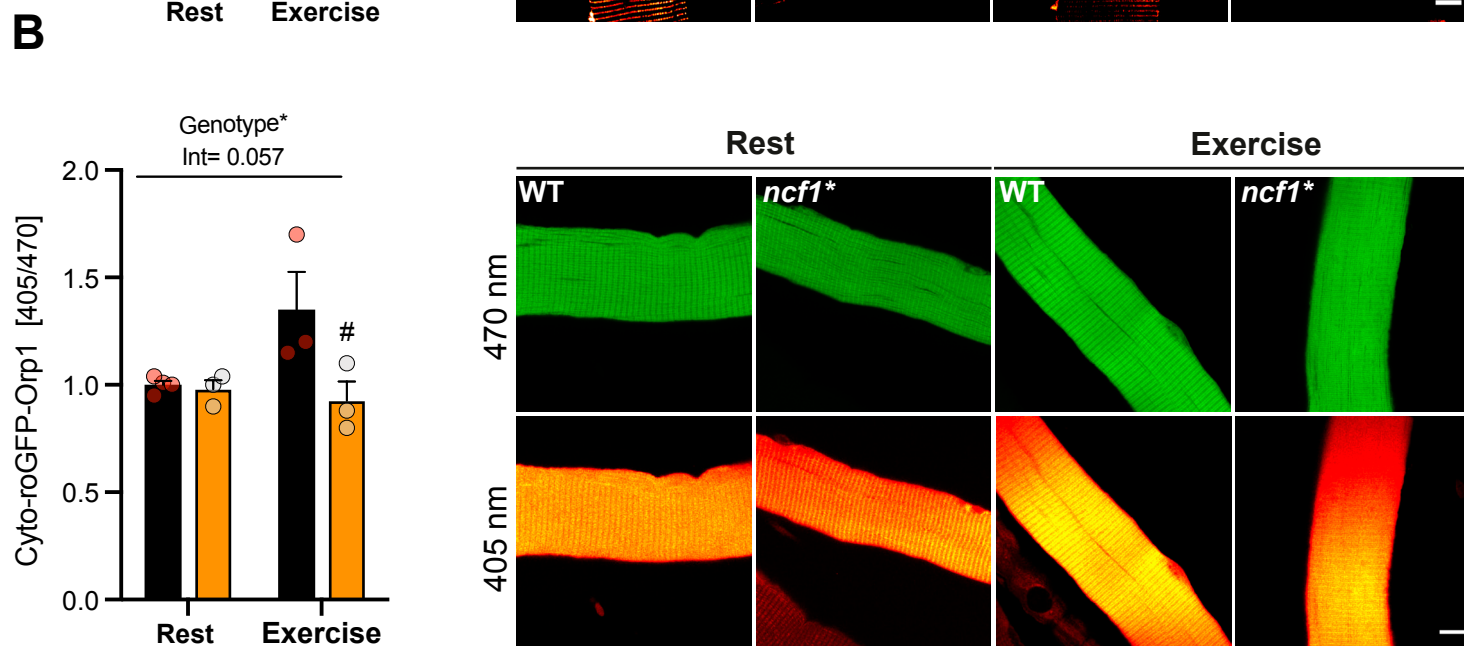 Rest Exercise
B
Genotype*
Int= 0.057
2.0
1.5
1.0
0.5
0.0
Cyto-roGFP-Orp1 [405/470]
#
Rest Exercise
Rest Exercise
WT ncf1* WT ncf1*
470 nm
405 nm